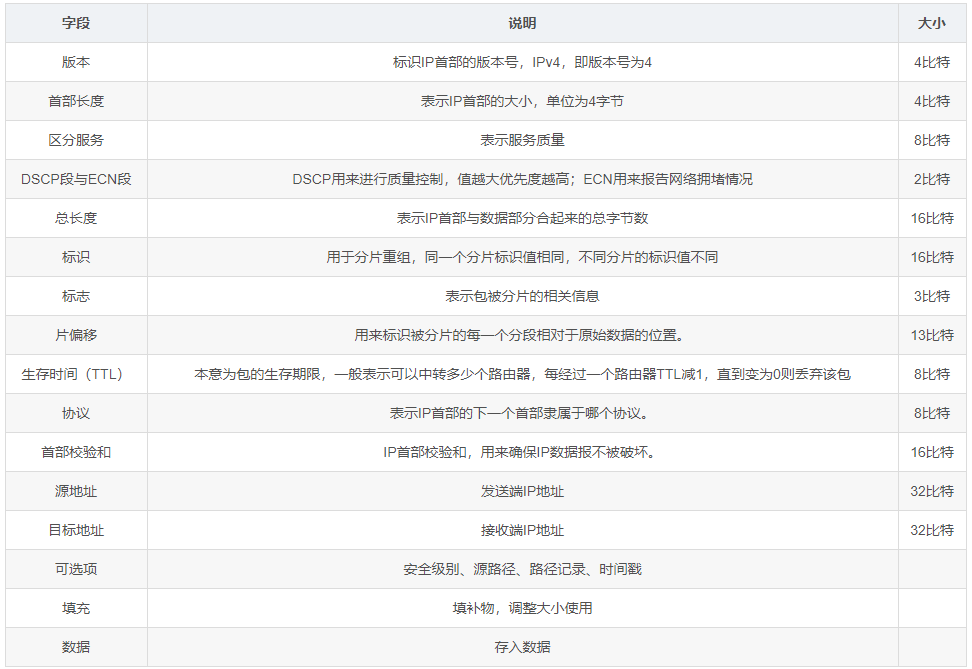 字段 说明 大小
版本 标识IP首部的版本号，IPv4，即版本号为4 4比特
首部长度 表示IP首部的大小，单位为4字节 4比特
区分服务 表示服务质量 8比特
DSCP段与ECN段 DSCP用来进行质量控制，值越大优先度越高；ECN用来报告网络拥堵情况 2比特
总长度 表示IP首部与数据部分合起来的总字节数 16比特
标识 用于分片重组，同一个分片标识值相同，不同分片的标识值不同 16比特
标志 表示包被分片的相关信息 3比特
片偏移 用来标识被分片的每一个分段相对于原始数据的位置。 13比特
生存时间（TTL） 本意为包的生存期限，一般表示可以中转多少个路由器，每经过一个路由器TTL减1，直到变为0则丢弃该包 8比特
协议 表示IP首部的下一个首部隶属于哪个协议。 8比特
首部校验和 IP首部校验和，用来确保IP数据报不被破坏。 16比特
源地址 发送端IP地址 32比特
目标地址 接收端IP地址 32比特
可选项 安全级别、源路径、路径记录、时间戳
填充 填补物，调整大小使用
数据 存入数据